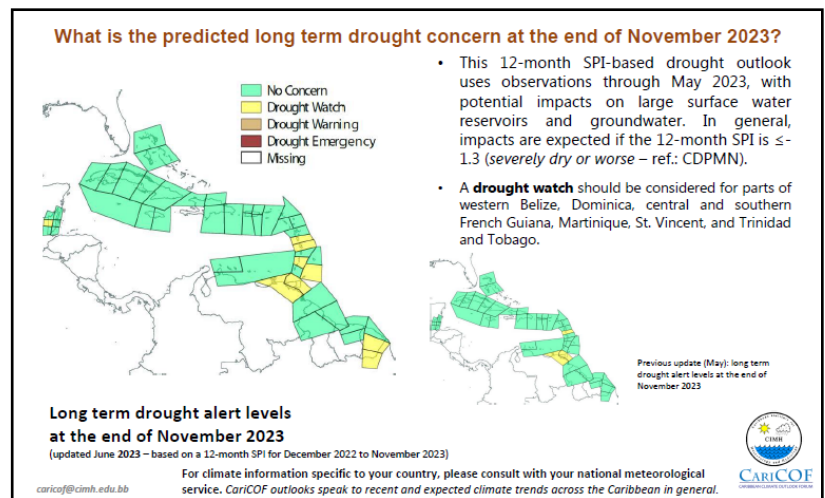 What is the predicted long term drought concern at the end of November 2023?
No Concern
Drought Watch
Drought Warning
Drought Emergency
Missing
• This 12-month SPI-based drought outlook
uses observations through May 2023, with
potential impacts on large surface water
reservoirs and groundwater. In general,
impacts are expected if the 12-month SPI is ≤-
1.3 (severely dry or worse – ref.: CDPMN).
• A drought watch should be considered for parts of
western Belize, Dominica, central and southern
French Guiana, Martinique, St. Vincent, and Trinidad
and Tobago.
Previous update (May): long term
drought alert levels at the end of
November 2023
Long term drought alert levels
at the end of November 2023
(updated June 2023 – based on a 12-month SPI for December 2022 to November 2023)
For climate information specific to your country, please consult with your national meteorological
service. CariCOF outlooks speak to recent and expected climate trends across the Caribbean in general.
caricof@cimh.edu.bb
CIMH
CARICOF
CARIBBEAN CLIMATE OUTLOOK FORUM